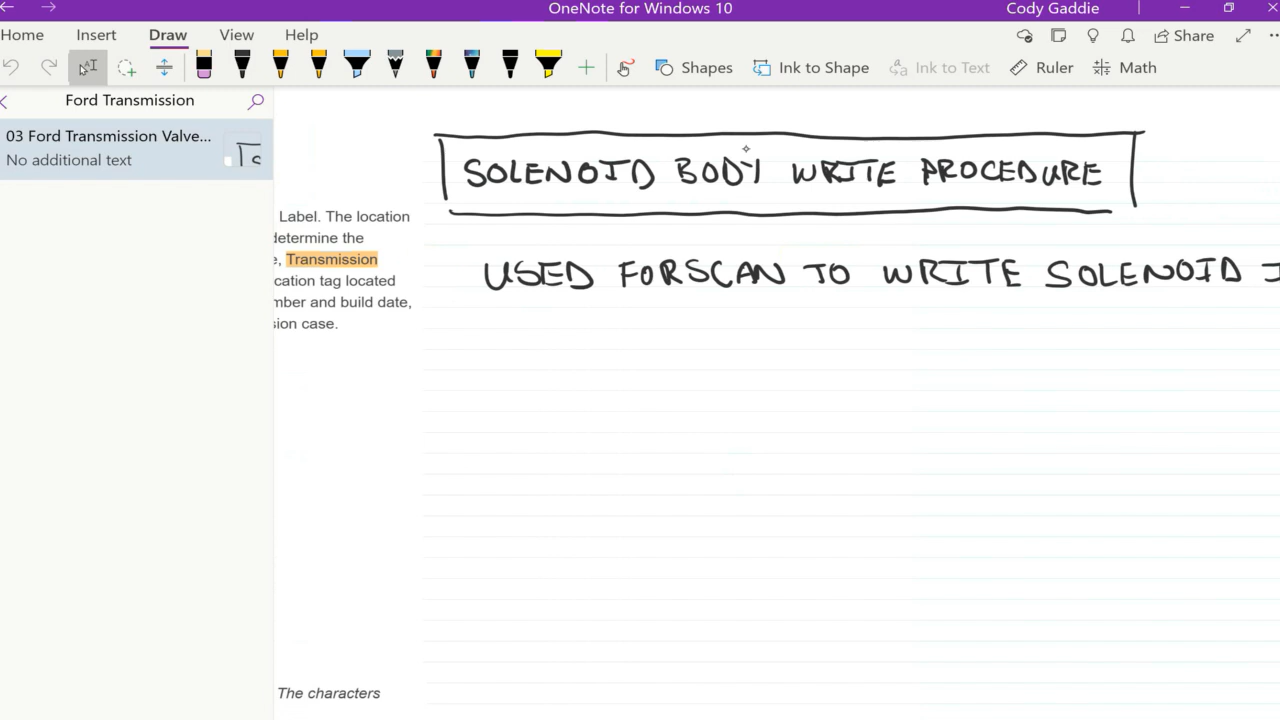 OneNote for Windows 10
Cody Gaddie
Home Insert Draw View Help
Share
Shapes Ink to Shape Ink to Text Ruler Math
Ford Transmission
03 Ford Transmission Valve...
No additional text
Label. The location
determine the
e, Transmission
cation tag located
mber and build date,
sion case.
The characters
SOLENOID BODY WRITE PROCEDURE
USED FORSCAN TO WRITE SOLENOID I